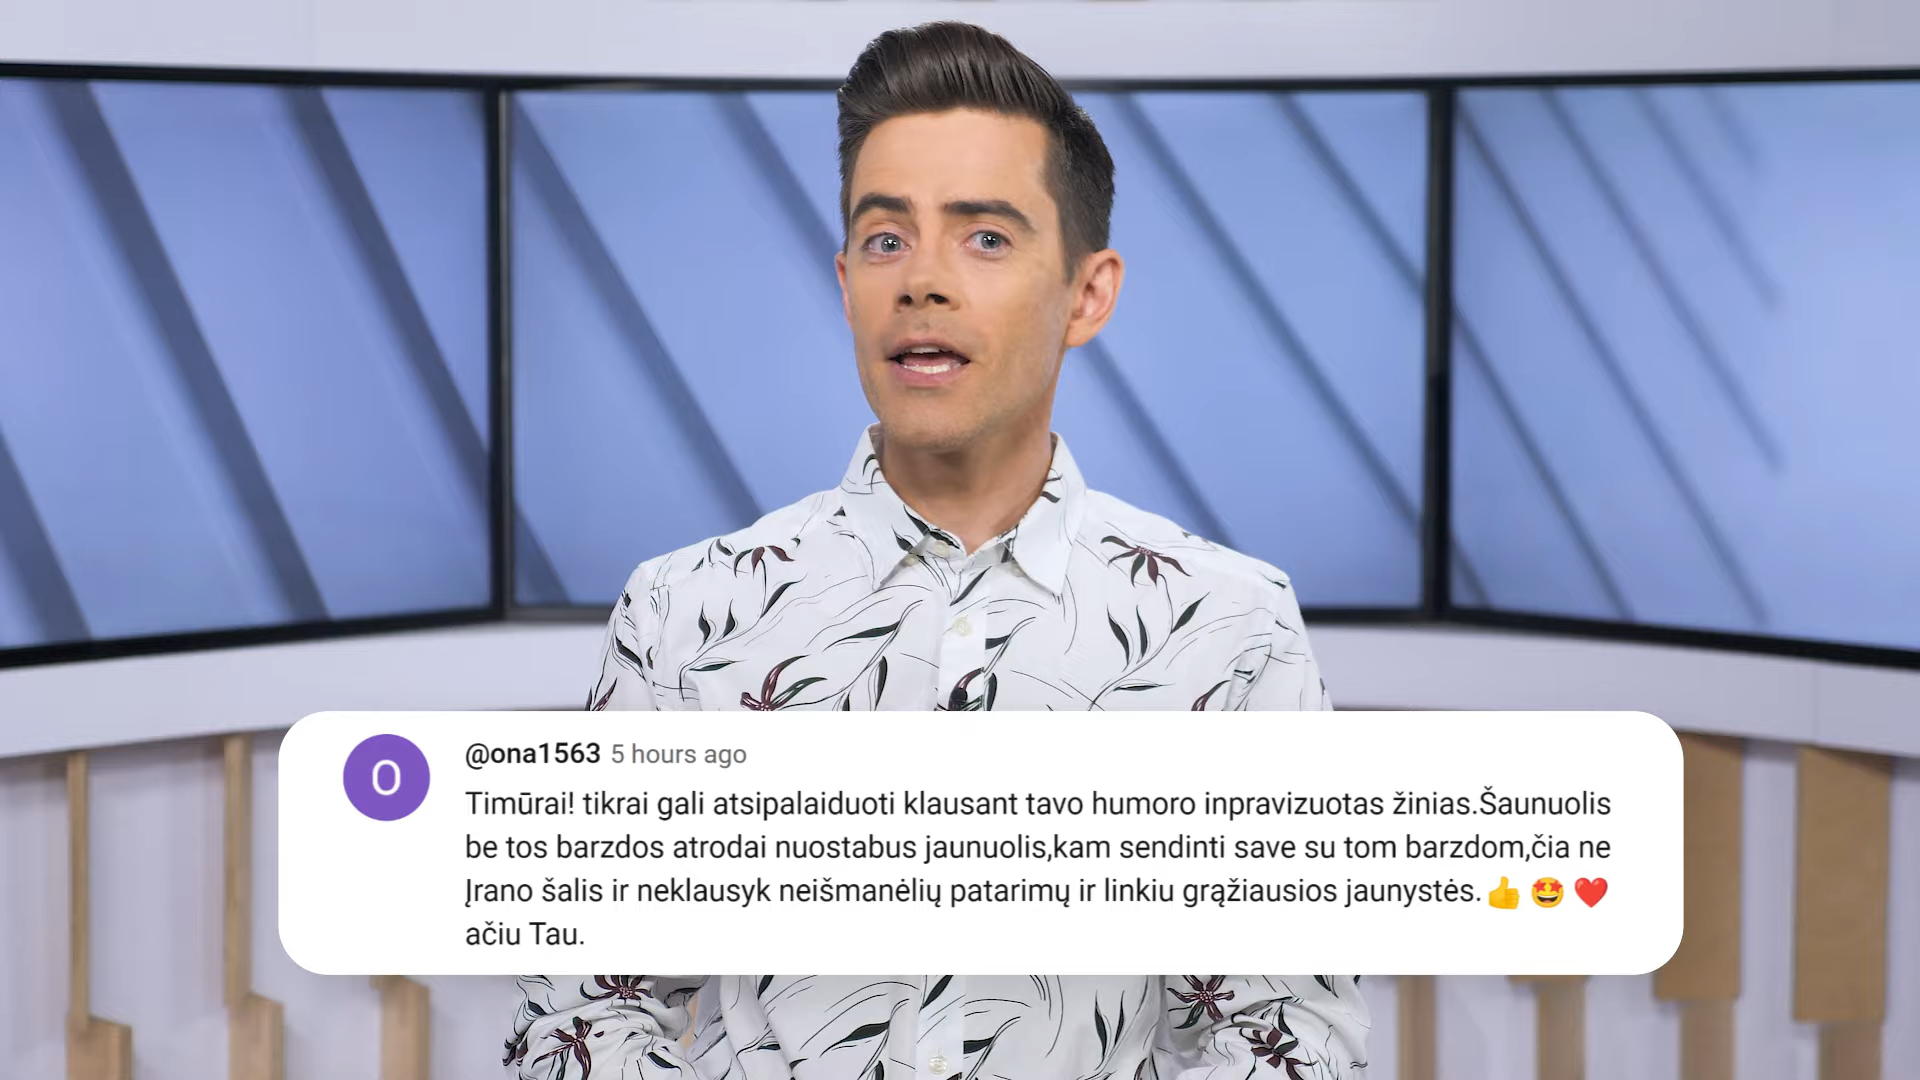 O
@ona1563 5 hours ago
Timūrai! tikrai gali atsipalaiduoti klausant tavo humoro inpravizuotas žinias.Šaunuolis
be tos barzdos atrodai nuostabus jaunuolis,kam sendinti save su tom barzdom,čia ne
Įrano šalis ir neklausyk neišmanėlių patarimų ir linkiu grąžiausios jaunystės.👍 🤩 ❤️
ačiu Tau.